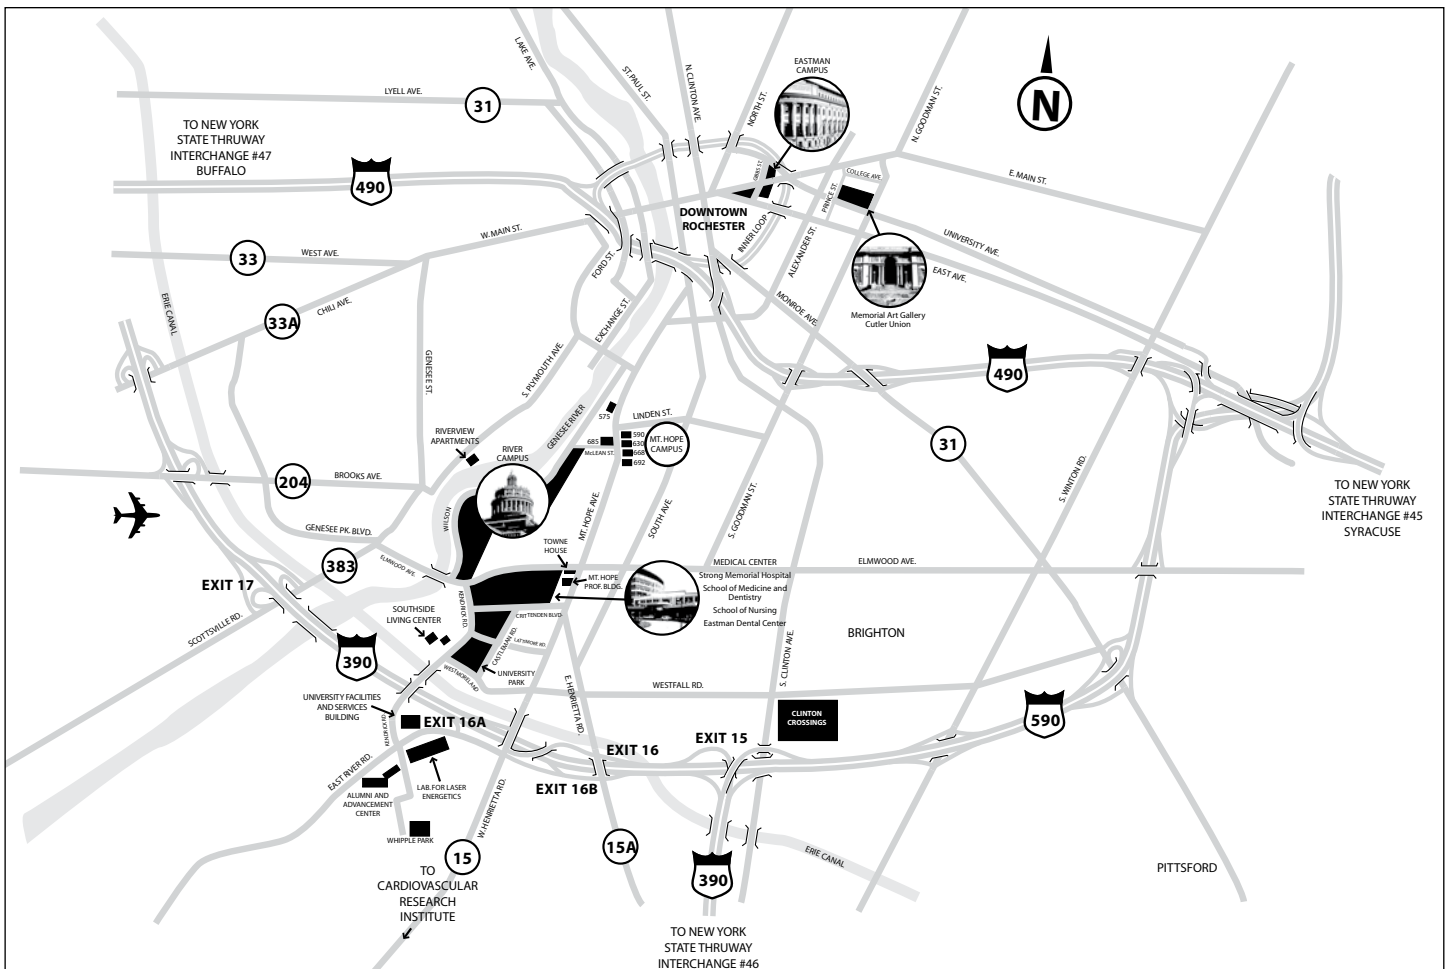 LAKE AVE.
ST. PAUL ST.
N. CLINTON AVE.
NORTH ST.
EASTMAN
CAMPUS
N. GOODMAN ST.
N
LYELL AVE.
31
TO NEW YORK
STATE THRUWAY
INTERCHANGE #47
BUFFALO
490
GIBBS ST.
COLLEGE AVE.
PRINCE ST.
E. MAIN ST.
DOWNTOWN
ROCHESTER
INNER LOOP
ALEXANDER ST.
UNIVERSITY AVE.
EAST AVE.
W. MAIN ST.
33
WEST AVE.
FORD ST.
ERIE CANAL
33A
CHILI AVE.
EXCHANGE ST.
MONROE AVE.
Memorial Art Gallery
Cutler Union
GENESEE ST.
S. PLYMOUTH AVE.
490
GENESEE RIVER
575
LINDEN ST.
590
630
668
692
685
McLEAN ST.
MT. HOPE
CAMPUS
31
RIVERVIEW
APARTMENTS
RIVER
CAMPUS
204
BROOKS AVE.
S. WINTON RD.
TO NEW YORK
STATE THRUWAY
INTERCHANGE #45
SYRACUSE
WILSON
MT. HOPE AVE.
SOUTH AVE.
S. GOODMAN ST.
GENESEE PK. BLVD.
ELMWOOD AVE.
383
EXIT 17
TOWNE
HOUSE
MT. HOPE
PROF. BLDG.
MEDICAL CENTER
Strong Memorial Hospital
School of Medicine and
Dentistry
School of Nursing
Eastman Dental Center
ELMWOOD AVE.
SCOTTSVILLE RD.
SOUTHSIDE
LIVING CENTER
KENDRICK RD.
CRITTENDEN BLVD.
CASTLEMAN RD.
LATTIMORE RD.
BRIGHTON
390
WESTMORELAND
UNIVERSITY
PARK
E. HENRIETTA RD.
WESTFALL RD.
S. CLINTON AVE.
UNIVERSITY FACILITIES
AND SERVICES
BUILDING
KENDRICK RD.
EXIT 16A
CLINTON
CROSSINGS
590
EXIT 15
EXIT 16
EXIT 16B
EAST RIVER RD.
LAB. FOR LASER
ENERGETICS
ALUMNI AND
ADVANCEMENT
CENTER
WHIPPLE PARK
W. HENRIETTA RD.
15
15A
390
ERIE CANAL
PITTSFORD
TO
CARDIOVASCULAR
RESEARCH
INSTITUTE
TO NEW YORK
STATE THRUWAY
INTERCHANGE #46